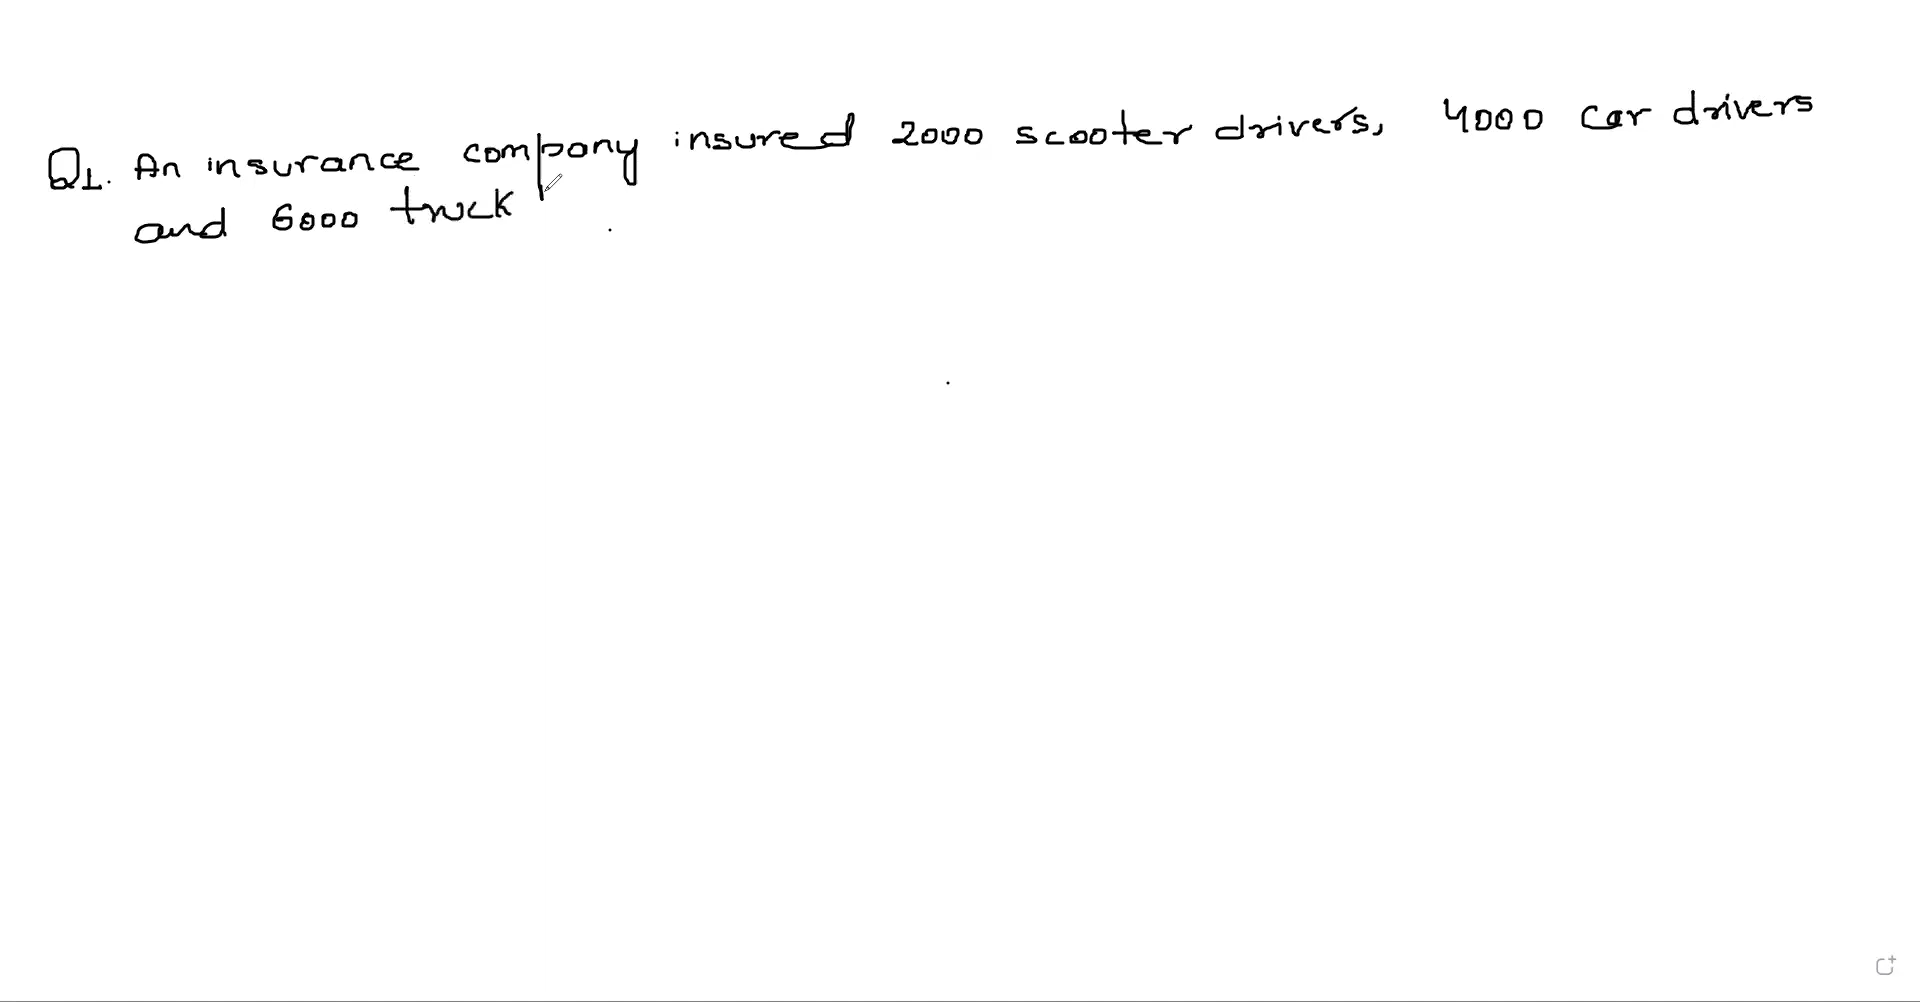 Q1. An insurance company insured 2000 scooter drivers, 4000 car drivers
and 6000 truck